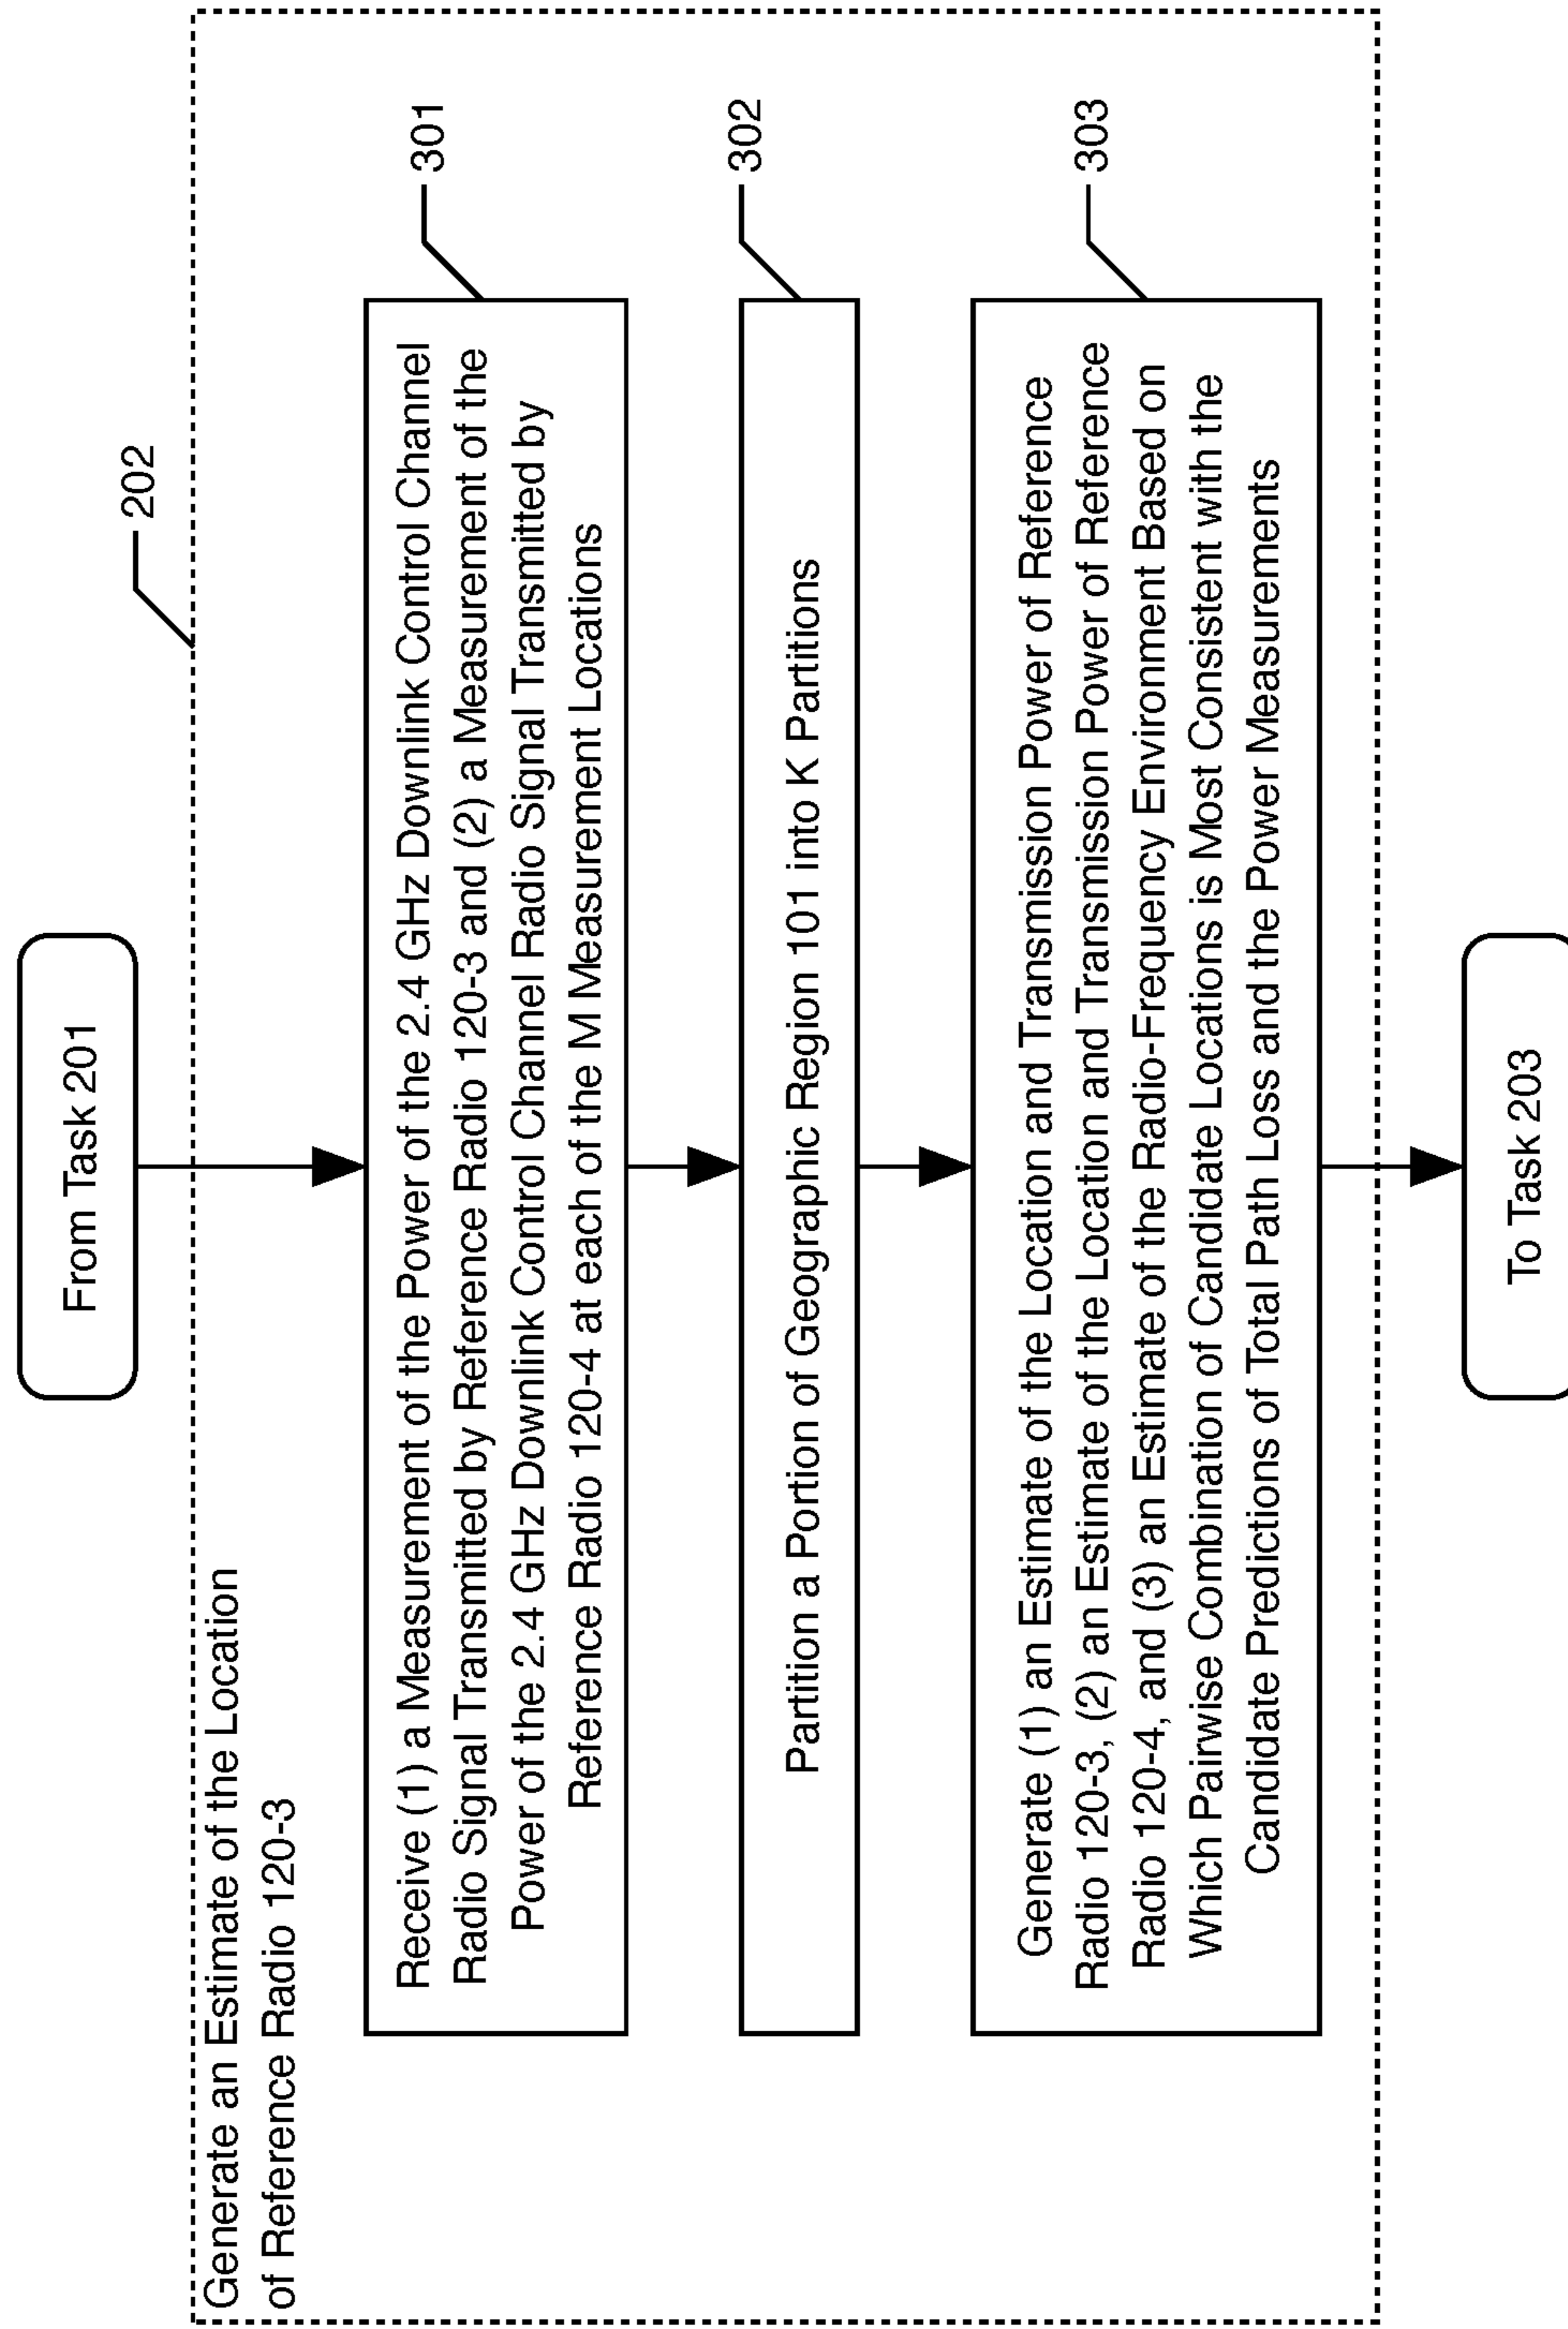 From Task 201
202
Generate an Estimate of the Location
of Reference Radio 120-3
301
Receive (1) a Measurement of the Power of the 2.4 GHz Downlink Control Channel
Radio Signal Transmitted by Reference Radio 120-3 and (2) a Measurement of the
Power of the 2.4 GHz Downlink Control Channel Radio Signal Transmitted by
Reference Radio 120-4 at each of the M Measurement Locations
302
Partition a Portion of Geographic Region 101 into K Partitions
303
Generate (1) an Estimate of the Location and Transmission Power of Reference
Radio 120-3, (2) an Estimate of the Location and Transmission Power of Reference
Radio 120-4, and (3) an Estimate of the Radio-Frequency Environment Based on
Which Pairwise Combination of Candidate Locations is Most Consistent with the
Candidate Predictions of Total Path Loss and the Power Measurements
To Task 203